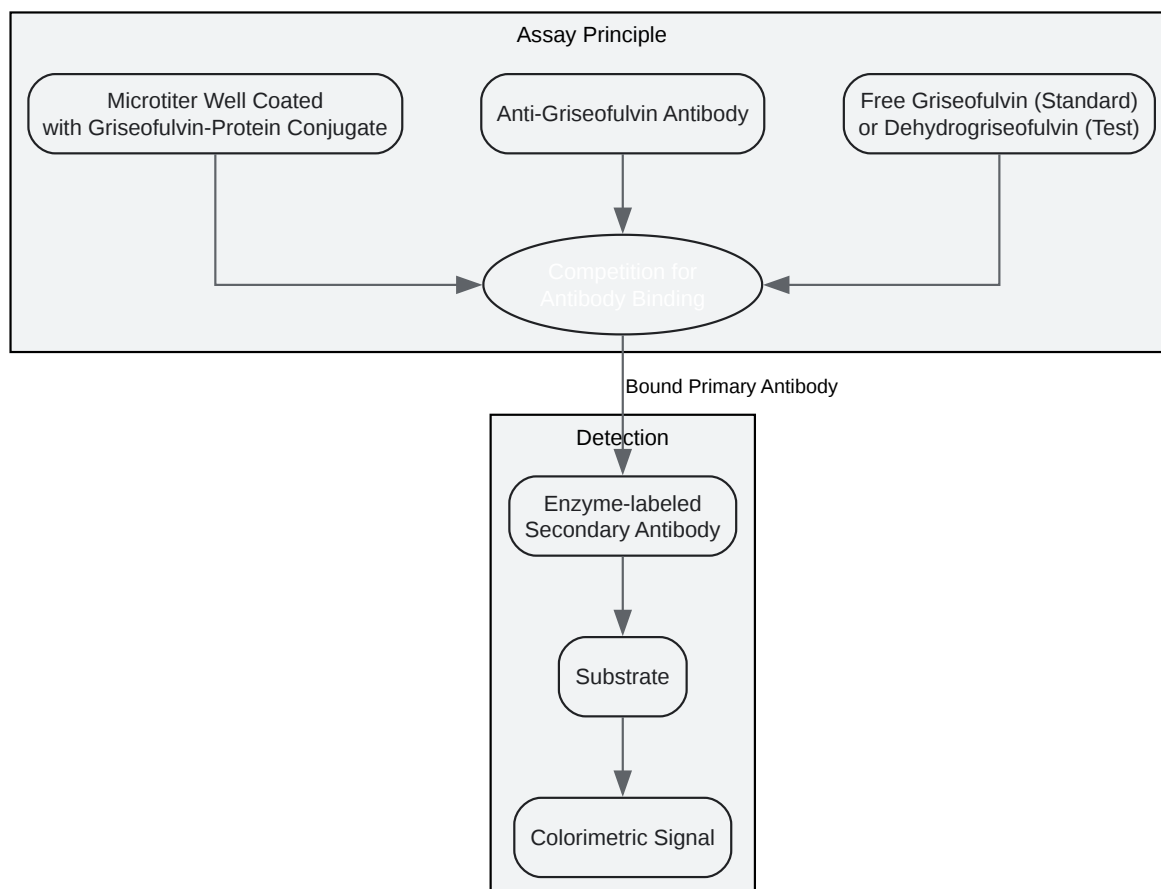 Assay Principle
Microtiter Well Coated
with Griseofulvin-Protein Conjugate
Anti-Griseofulvin Antibody
Free Griseofulvin (Standard)
or Dehydrogriseofulvin (Test)
Competition for
Antibody Binding
Bound Primary Antibody
Detection
Enzyme-labeled
Secondary Antibody
Substrate
Colorimetric Signal